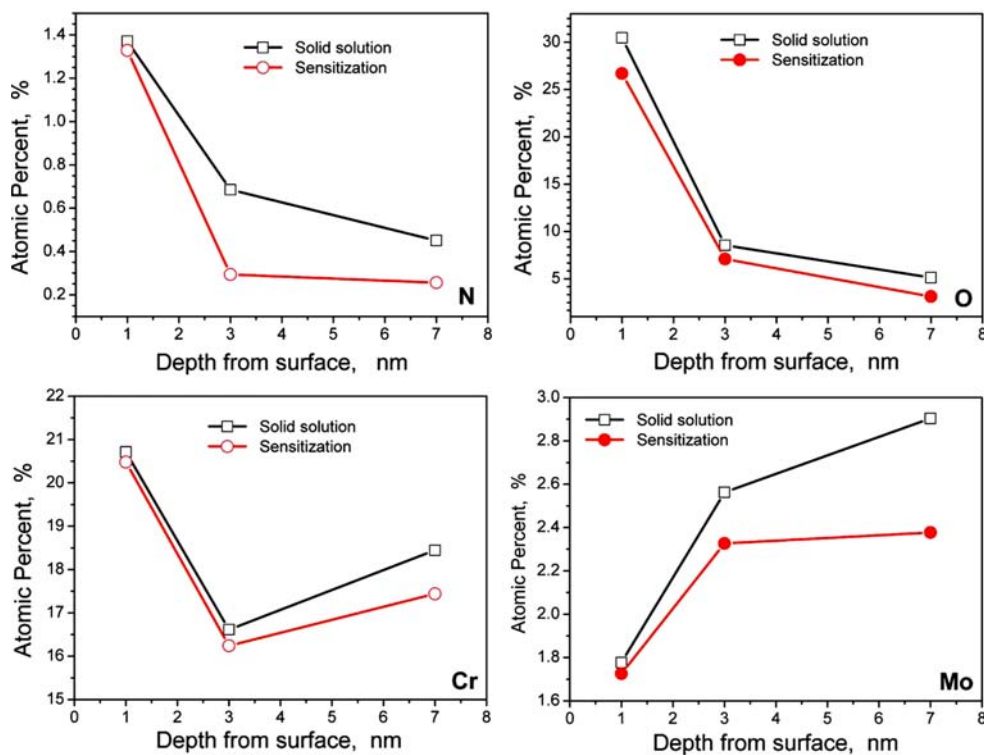 1.4
1.2
1.0
0.8
0.6
0.4
0.2
Atomic Percent, %
Solid solution
Sensitization
N
0 1 2 3 4 5 6 7 8
Depth from surface, nm
30
25
20
15
10
5
Atomic Percent, %
Solid solution
Sensitization
O
0 1 2 3 4 5 6 7 8
Depth from surface, nm
22
21
20
19
18
17
16
15
Atomic Percent, %
Solid solution
Sensitization
Cr
0 1 2 3 4 5 6 7 8
Depth from surface, nm
3.0
2.8
2.6
2.4
2.2
2.0
1.8
1.6
Atomic Percent, %
Solid solution
Sensitization
Mo
0 1 2 3 4 5 6 7 8
Depth from surface, nm